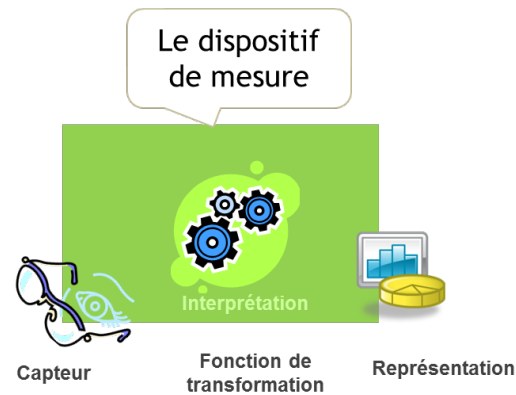 Le dispositif
de mesure
Interprétation
Capteur
Fonction de
transformation
Représentation